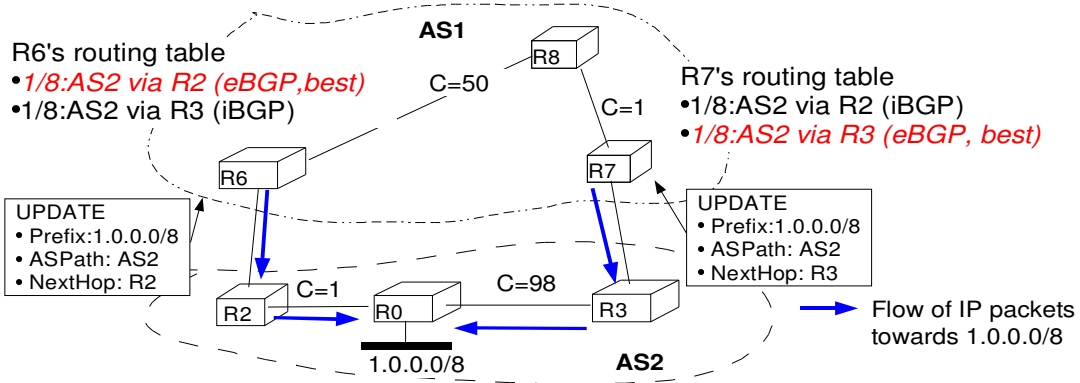 AS1
R8
R6's routing table
•1/8:AS2 via R2 (eBGP,best)
•1/8:AS2 via R3 (iBGP)
C=50
R7's routing table
•1/8:AS2 via R2 (iBGP)
•1/8:AS2 via R3 (eBGP, best)
C=1
R6
R7
UPDATE
• Prefix:1.0.0.0/8
• ASPath: AS2
• NextHop: R2
UPDATE
• Prefix:1.0.0.0/8
• ASPath: AS2
• NextHop: R3
R2
C=1
R0
C=98
R3
Flow of IP packets
towards 1.0.0.0/8
1.0.0.0/8
AS2